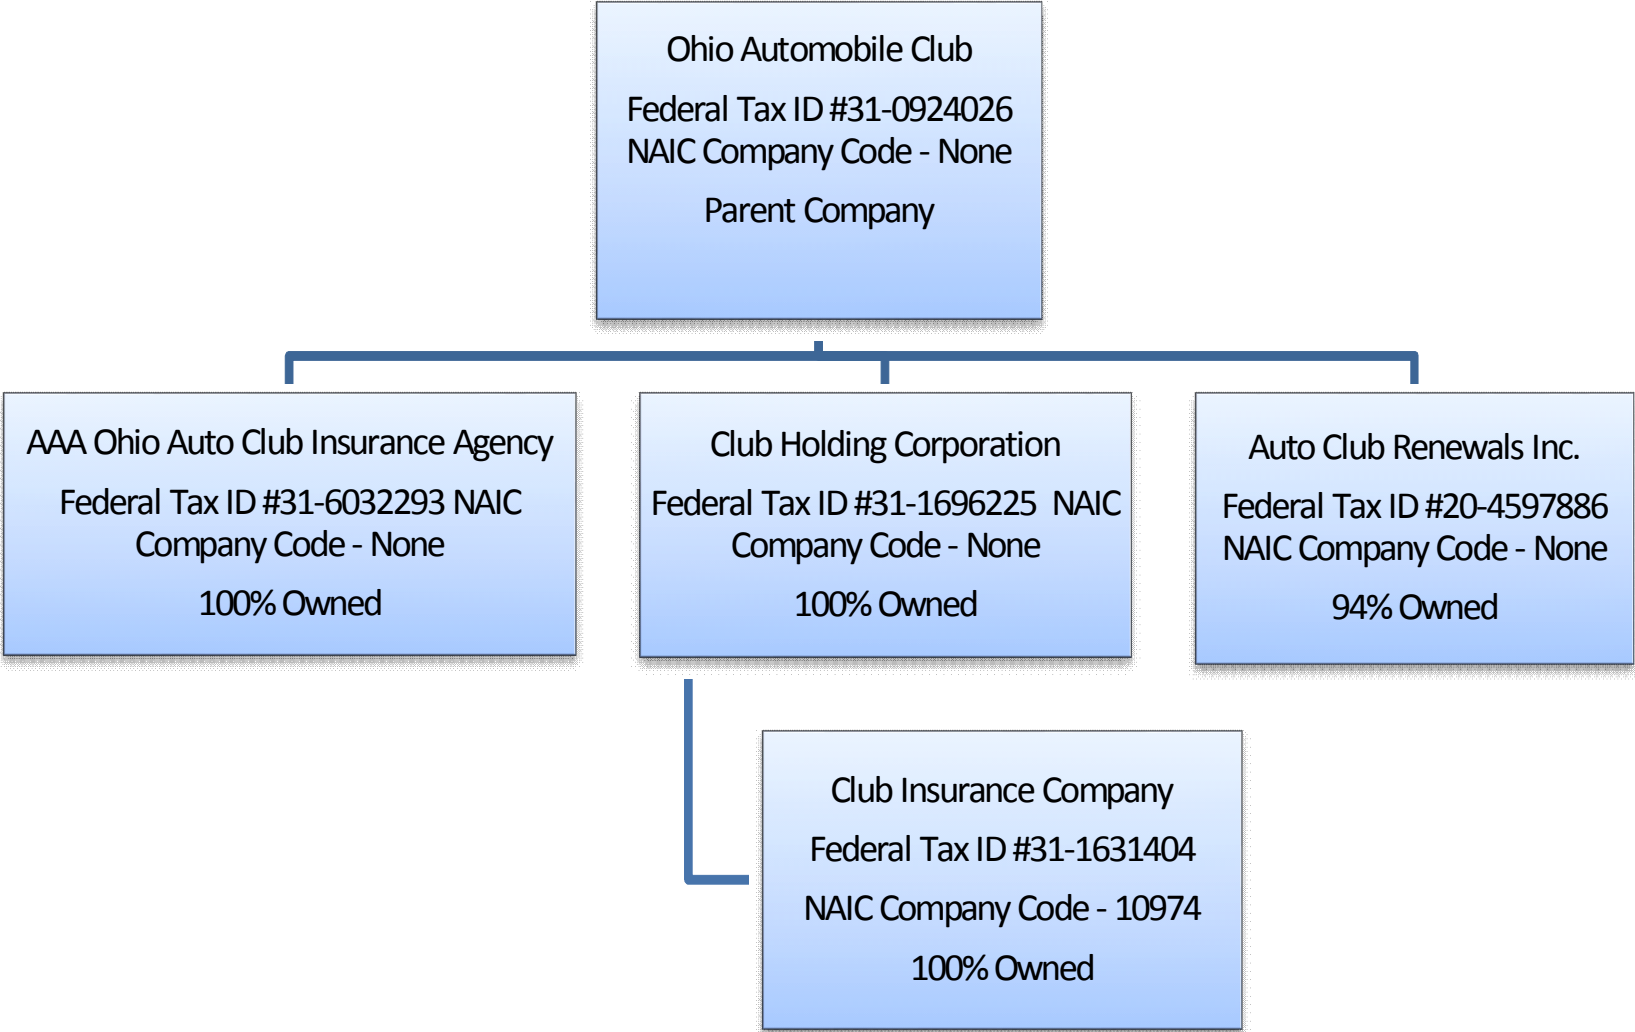 Ohio Automobile Club
Federal Tax ID #31-0924026
NAIC Company Code - None
Parent Company
AAA Ohio Auto Club Insurance Agency
Federal Tax ID #31-6032293 NAIC
Company Code - None
100% Owned
Club Holding Corporation
Federal Tax ID #31-1696225 NAIC
Company Code - None
100% Owned
Auto Club Renewals Inc.
Federal Tax ID #20-4597886
NAIC Company Code - None
94% Owned
Club Insurance Company
Federal Tax ID #31-1631404
NAIC Company Code - 10974
100% Owned